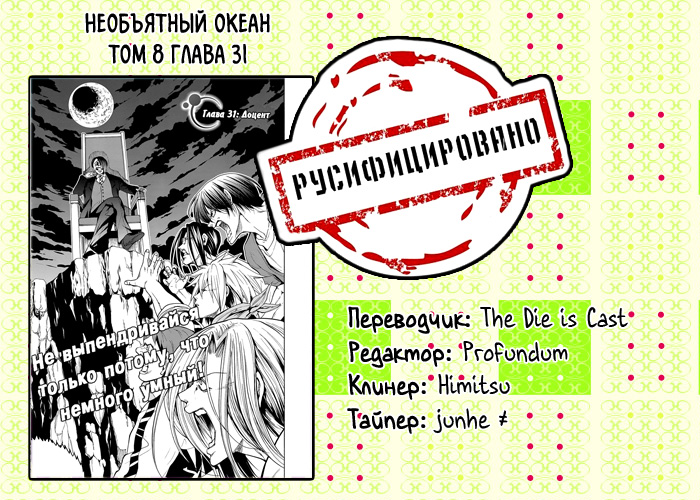 НЕОБЪЯТНЫЙ ОКЕАН
ТОМ 8 ГЛАВА 31
Глава 31: Доцент
РУСИФИЦИРОВАНО
Не выпендривайся
только потому, что
немного умный!
Переводчик: The Die is Cast
Редактор: Profundum
Клинер: Himitsu
Тайпер: junhe ≠